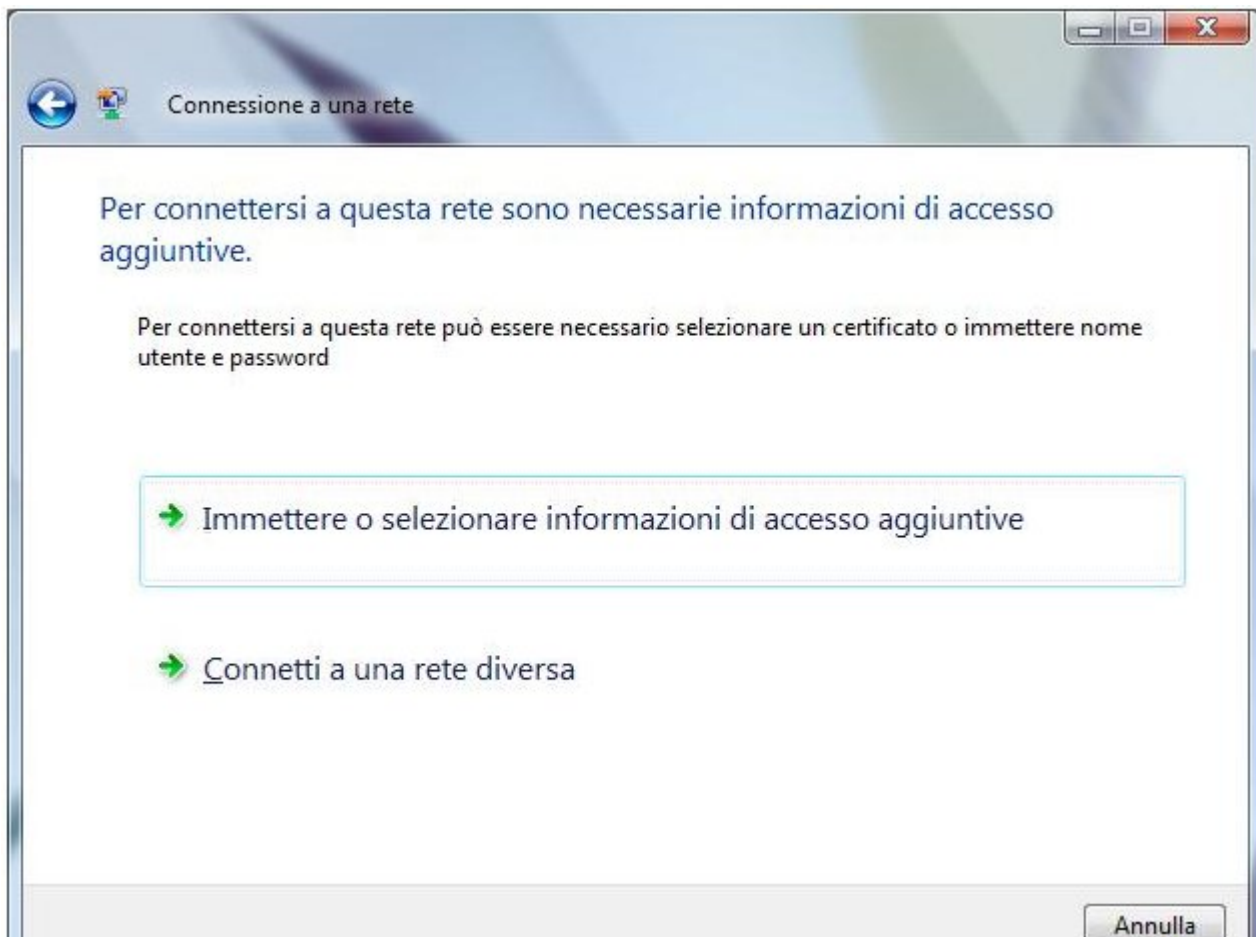 Connessione a una rete
Per connettersi a questa rete sono necessarie informazioni di accesso
aggiuntive.
Per connettersi a questa rete può essere necessario selezionare un certificato o immettere nome
utente e password
Immettere o selezionare informazioni di accesso aggiuntive
Connetti a una rete diversa
Annulla